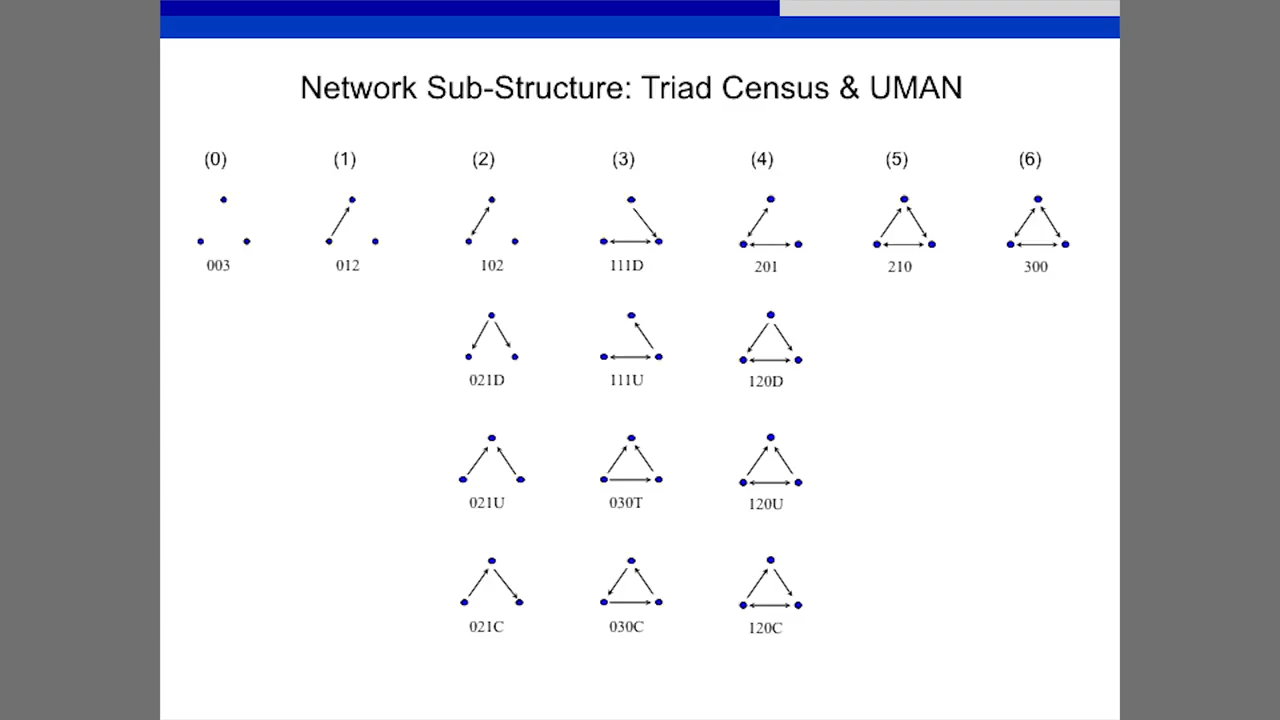 Network Sub-Structure: Triad Census & UMAN
(0) (1) (2) (3) (4) (5) (6)
003 012 102 111D 201 210 300
021D 111U 120D
021U 030T 120U
021C 030C 120C